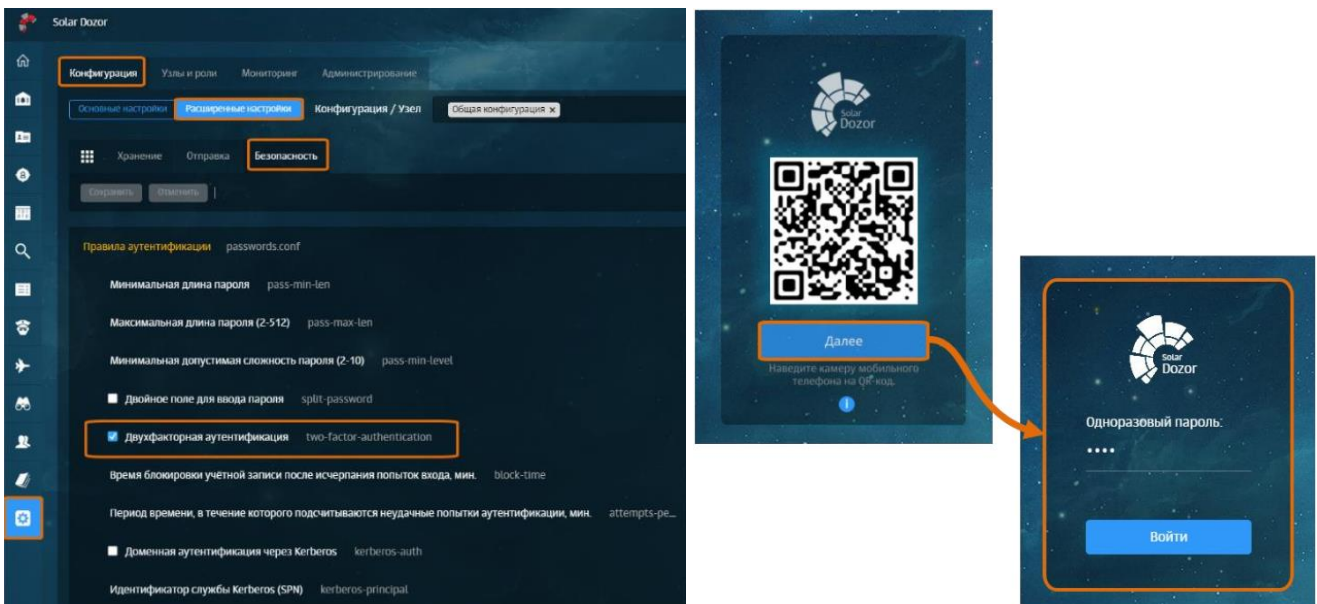 Solar Dozor
Конфигурация Узлы и роли Мониторинг Администрирование
Основные настройки Расширенные настройки Конфигурация / Узел Общая конфигурация ×
Хранение Отправка Безопасность
Сохранить Отменить
Правила аутентификации passwords.conf
Минимальная длина пароля pass-min-len
Максимальная длина пароля (2-512) pass-max-len
Минимальная допустимая сложность пароля (2-10) pass-min-level
Двойное поле для ввода пароля split-password
Двухфакторная аутентификация two-factor-authentication
Время блокировки учётной записи после исчерпания попыток входа, мин. block-time
Период времени, в течение которого подсчитываются неудачные попытки аутентификации, мин. attempts-pe...
Доменная аутентификация через Kerberos kerberos-auth
Идентификатор службы Kerberos (SPN) kerberos-principal
Solar
Dozor
Далее
Наведите камеру мобильного
телефона на QR-код.
Solar
Dozor
Одноразовый пароль:
••••
Войти